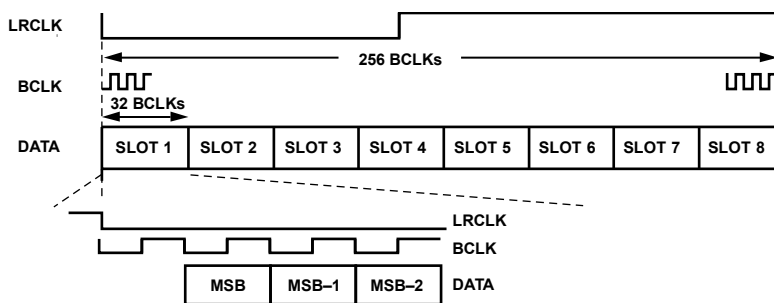 LRCLK
256 BCLKs
BCLK
32 BCLKs
DATA SLOT 1 SLOT 2 SLOT 3 SLOT 4 SLOT 5 SLOT 6 SLOT 7 SLOT 8
LRCLK
BCLK
MSB MSB–1 MSB–2 DATA